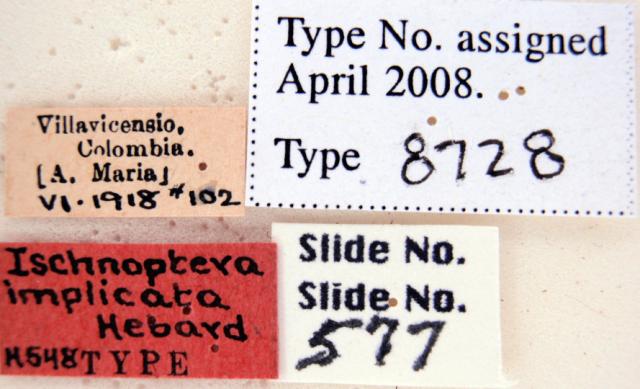 Type No. assigned
April 2008.
Type 8728
Villavicensio,
Colombia.
[A. Maria]
VI.1918 #102
Ischnoptera
implicata
Hebard
H548 TYPE
Slide No.
Slide No.
577